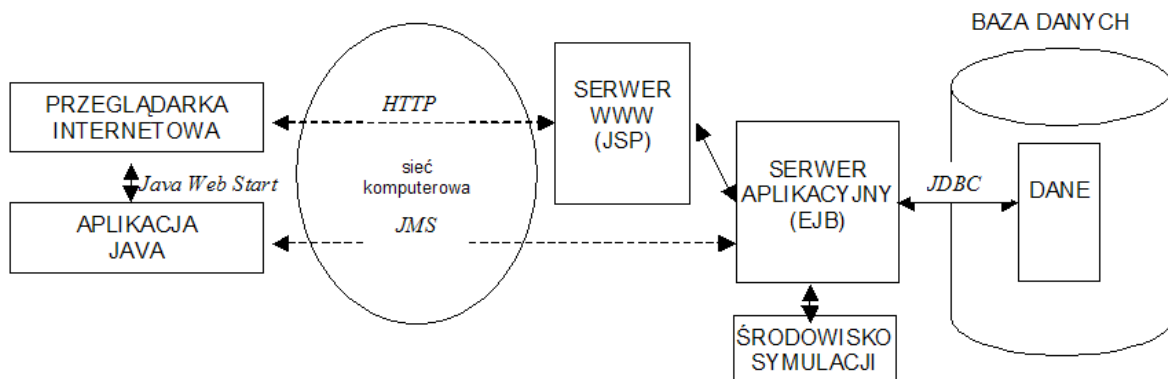 BAZA DANYCH
PRZEGLĄDARKA
INTERNETOWA
HTTP
SERWER
WWW
(JSP)
Java Web Start
sieć
komputerowa
SERWER
APLIKACYJNY
(EJB)
JDBC
DANE
APLIKACJA
JAVA
JMS
ŚRODOWISKO
SYMULACJI